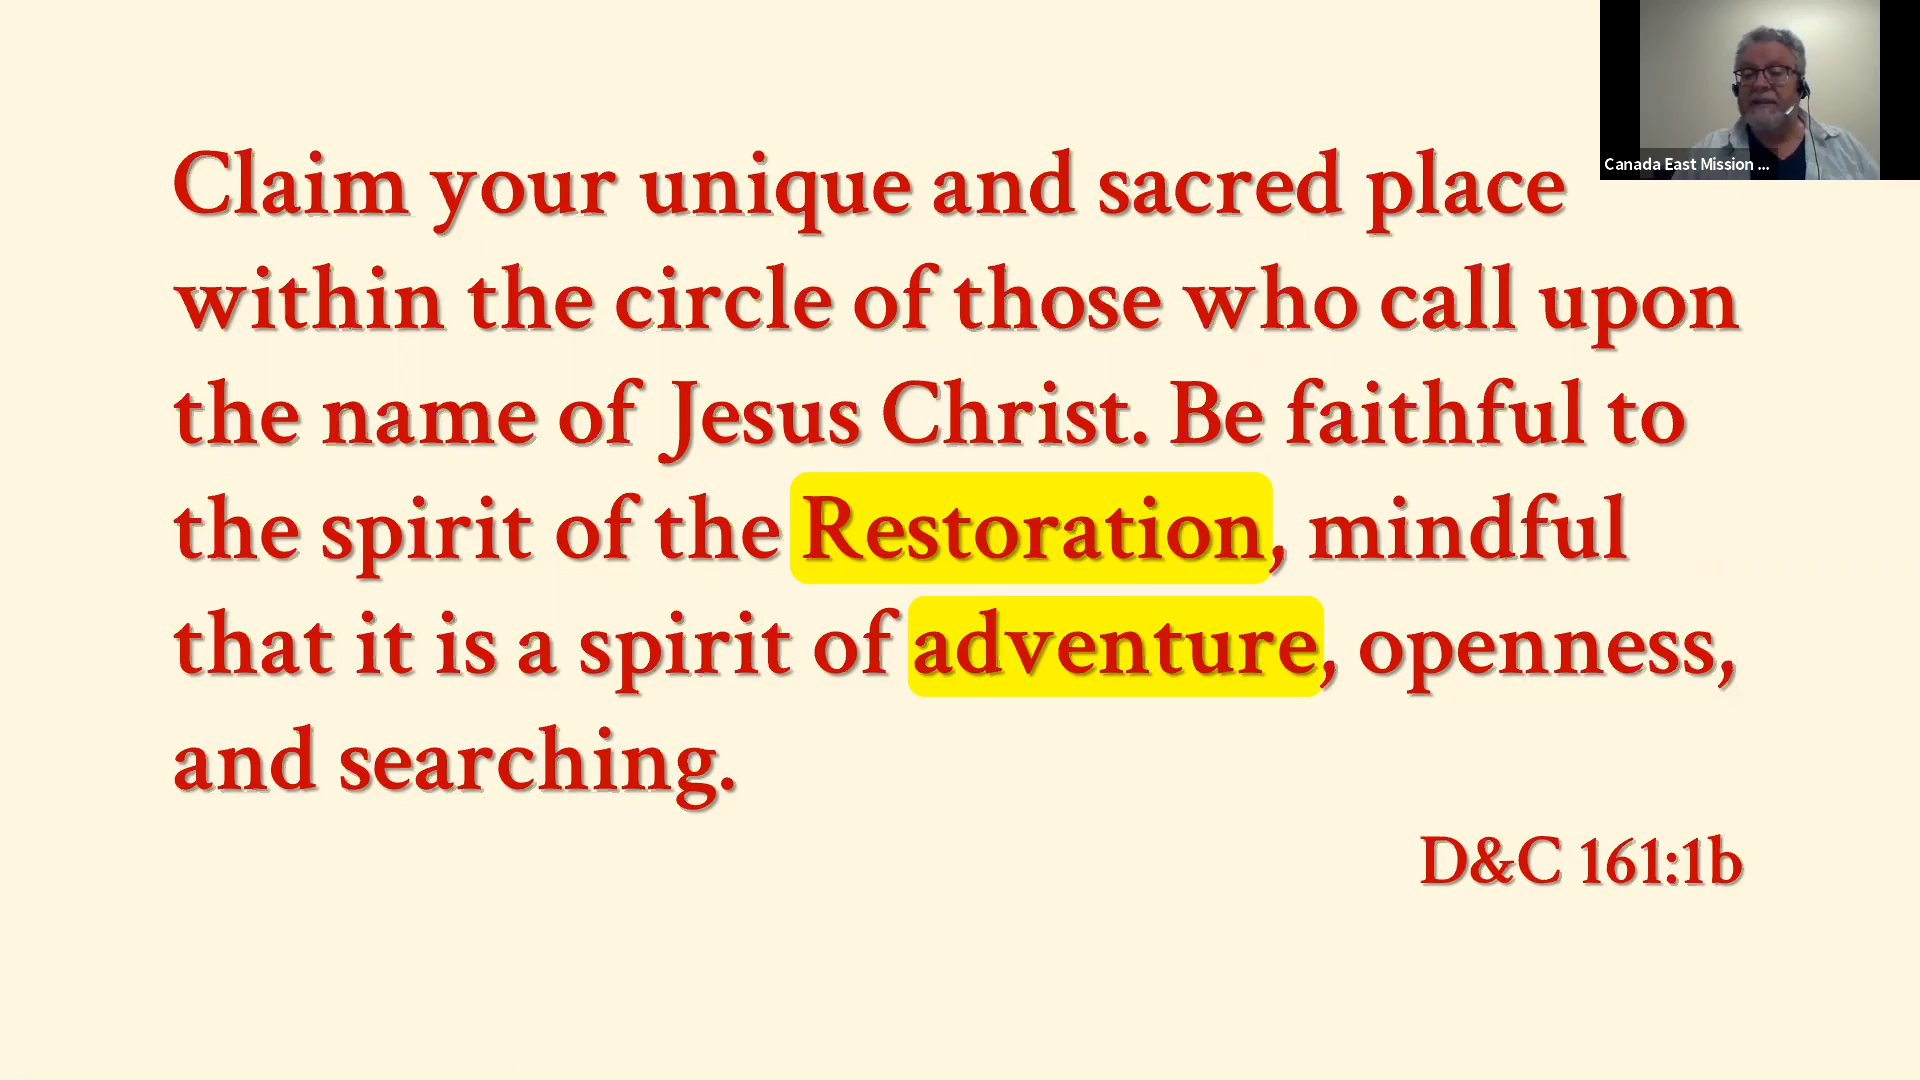 Claim your unique and sacred place
within the circle of those who call upon
the name of Jesus Christ. Be faithful to
the spirit of the Restoration, mindful
that it is a spirit of adventure, openness,
and searching.
D&C 161:1b
Canada East Mission ...